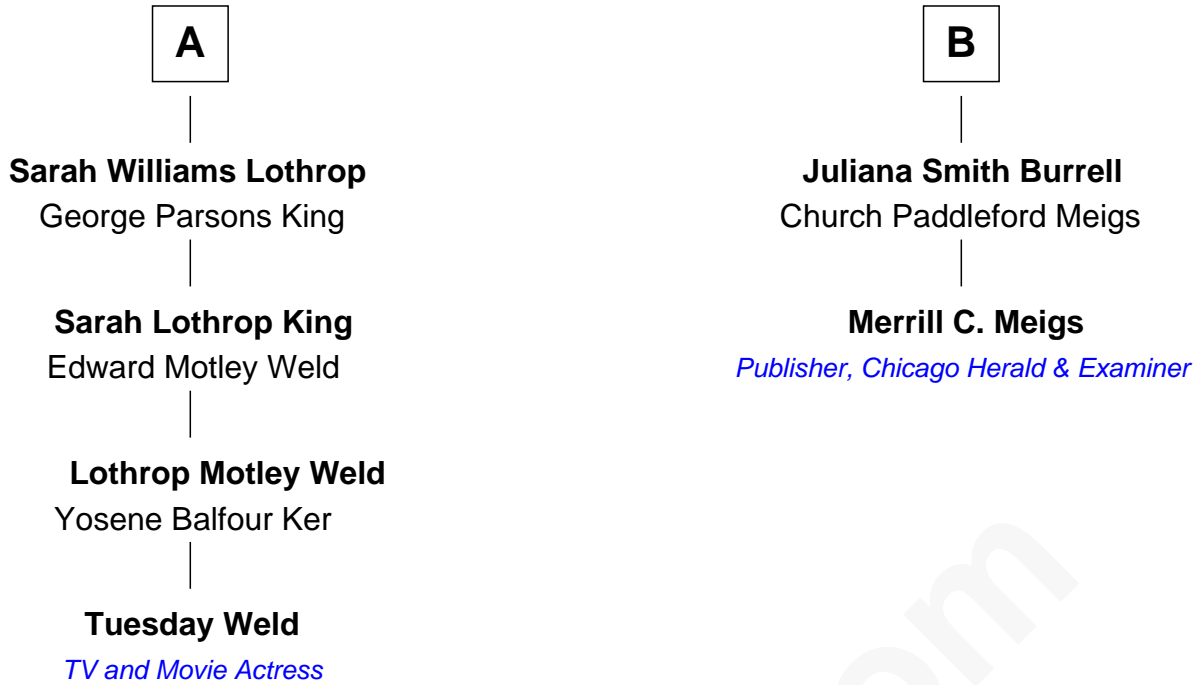 A
Sarah Williams Lothrop
George Parsons King
Sarah Lothrop King
Edward Motley Weld
Lothrop Motley Weld
Yosene Balfour Ker
Tuesday Weld
TV and Movie Actress
B
Juliana Smith Burrell
Church Paddleford Meigs
Merrill C. Meigs
Publisher, Chicago Herald & Examiner
om